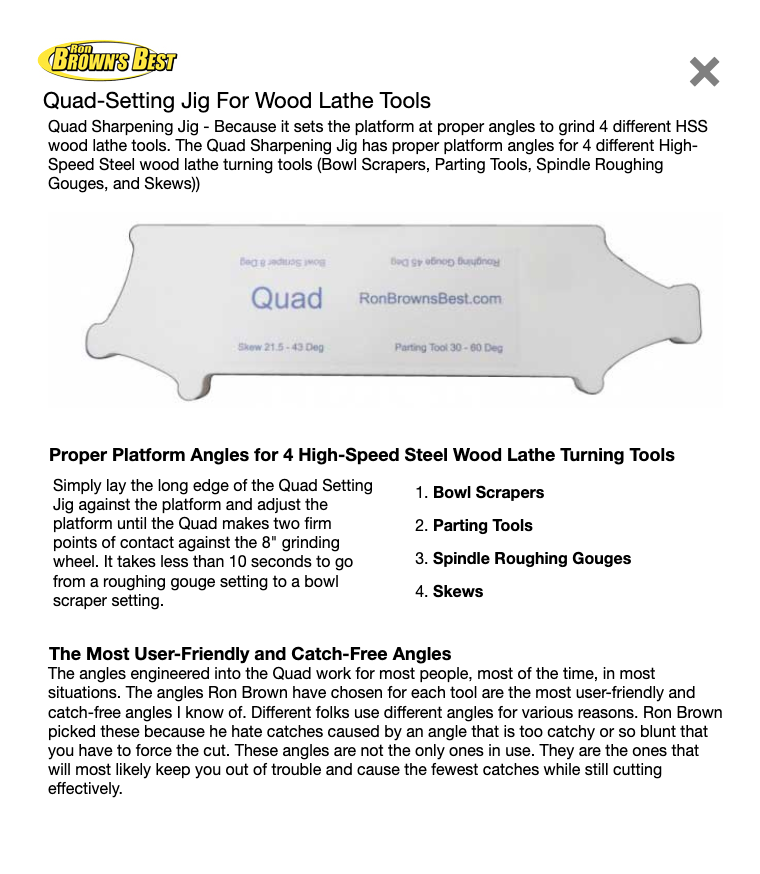 Ron
BROWN'S BEST
Quad-Setting Jig For Wood Lathe Tools
Quad Sharpening Jig - Because it sets the platform at proper angles to grind 4 different HSS
wood lathe tools. The Quad Sharpening Jig has proper platform angles for 4 different High-
Speed Steel wood lathe turning tools (Bowl Scrapers, Parting Tools, Spindle Roughing
Gouges, and Skews))
Bowl Scraper 8 Deg
Roughing Gouge 45 Deg
Quad
RonBrownsBest.com
Skew 21.5 - 43 Deg
Parting Tool 30 - 60 Deg
Proper Platform Angles for 4 High-Speed Steel Wood Lathe Turning Tools
Simply lay the long edge of the Quad Setting
Jig against the platform and adjust the
platform until the Quad makes two firm
points of contact against the 8" grinding
wheel. It takes less than 10 seconds to go
from a roughing gouge setting to a bowl
scraper setting.
1. Bowl Scrapers
2. Parting Tools
3. Spindle Roughing Gouges
4. Skews
The Most User-Friendly and Catch-Free Angles
The angles engineered into the Quad work for most people, most of the time, in most
situations. The angles Ron Brown have chosen for each tool are the most user-friendly and
catch-free angles I know of. Different folks use different angles for various reasons. Ron Brown
picked these because he hate catches caused by an angle that is too catchy or so blunt that
you have to force the cut. These angles are not the only ones in use. They are the ones that
will most likely keep you out of trouble and cause the fewest catches while still cutting
effectively.